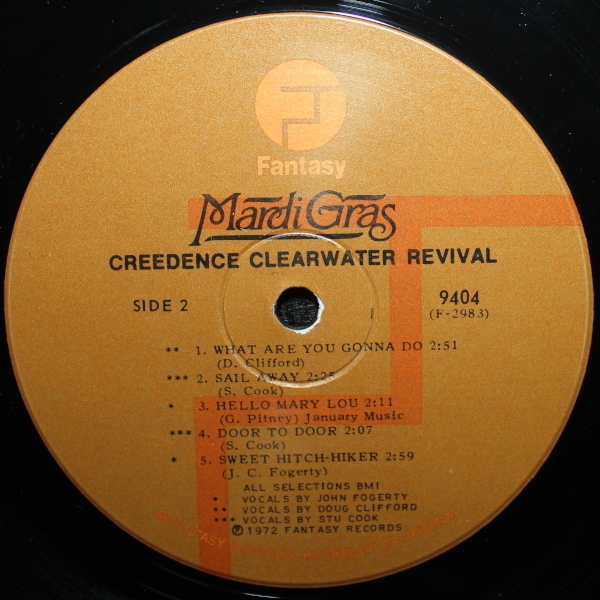 Fantasy
Mardi Gras
CREEDENCE CLEARWATER REVIVAL
SIDE 2
9404
(F-2983)
** 1. WHAT ARE YOU GONNA DO 2:51
(D. Clifford)
*** 2. SAIL AWAY 2:25
(S. Cook)
* 3. HELLO MARY LOU 2:11
(G. Pitney) January Music
*** 4. DOOR TO DOOR 2:07
(S. Cook)
* 5. SWEET HITCH-HIKER 2:59
(J. C. Fogerty)
ALL SELECTIONS BMI
* VOCALS BY JOHN FOGERTY
** VOCALS BY DOUG CLIFFORD
*** VOCALS BY STU COOK
℗ 1972 FANTASY RECORDS
FANTASY